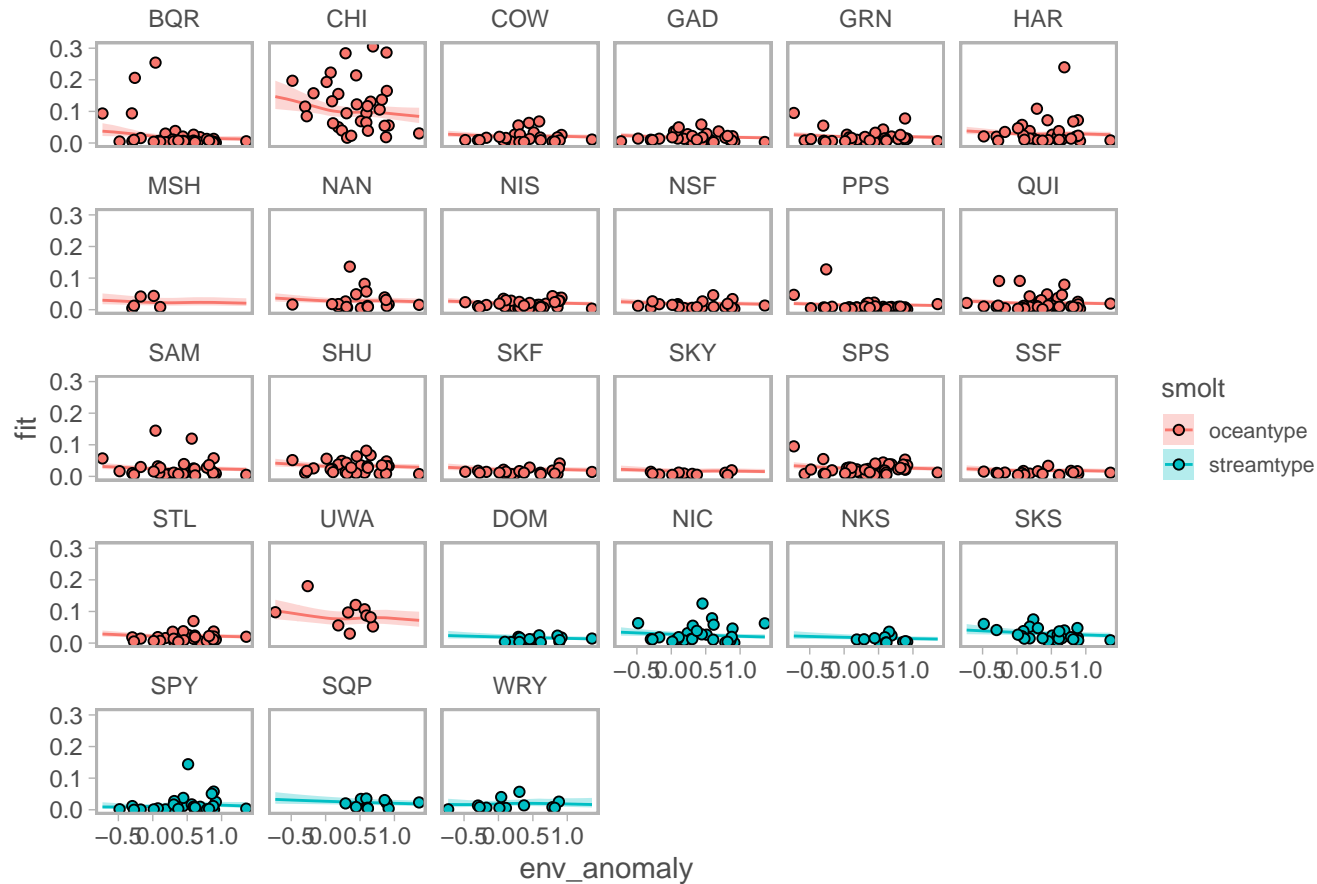 BQR CHI COW GAD GRN HAR
0.3
0.2
0.1
0.0
MSH NAN NIS NSF PPS QUI
0.3
0.2
0.1
0.0
SAM SHU SKF SKY SPS SSF
0.3
0.2
0.1
0.0
STL UWA DOM NIC NKS SKS
0.3
0.2
0.1
0.0
−0.5 0.0 0.5 1.0 −0.5 0.0 0.5 1.0 −0.5 0.0 0.5 1.0
SPY SQP WRY
0.3
0.2
0.1
0.0
−0.5 0.0 0.5 1.0 −0.5 0.0 0.5 1.0 −0.5 0.0 0.5 1.0
env_anomaly
fit
smolt
oceantype
streamtype